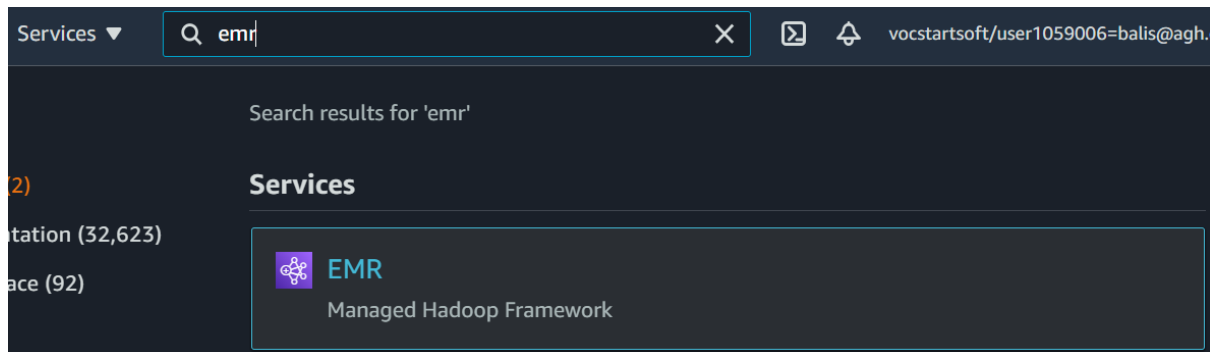 Services ▼ emr vocstartsoft/user1059006=balis@agh.
Search results for 'emr'
(2)
Services
tation (32,623)
ace (92)
EMR
Managed Hadoop Framework